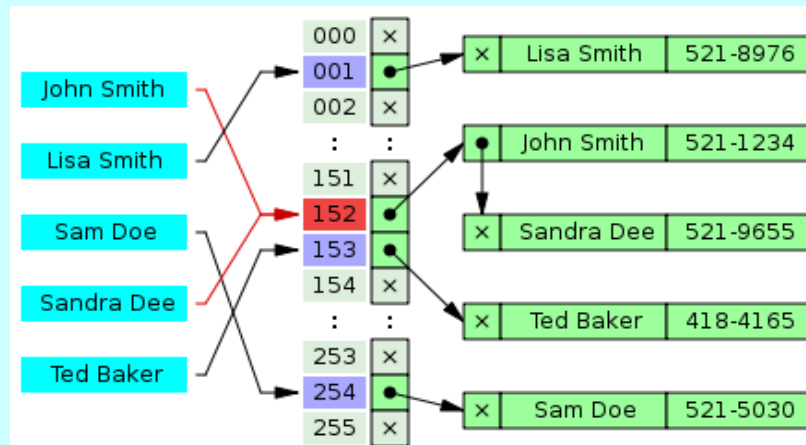 John Smith
Lisa Smith
Sam Doe
Sandra Dee
Ted Baker
000 ×
001
002 ×
: :
151 ×
152
153
154 ×
: :
253 ×
254
255 ×
× Lisa Smith 521-8976
John Smith 521-1234
× Sandra Dee 521-9655
× Ted Baker 418-4165
× Sam Doe 521-5030